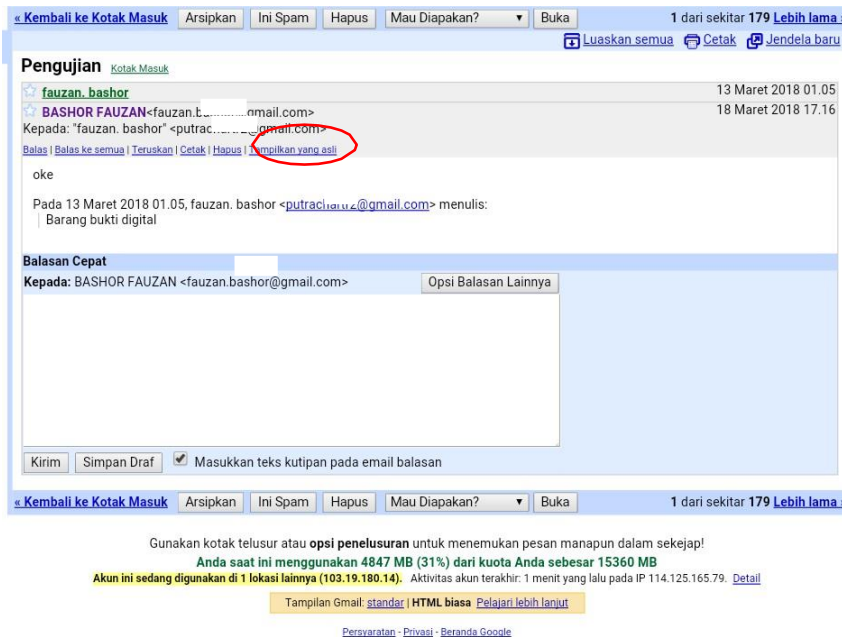 « Kembali ke Kotak Masuk Arsipkan Ini Spam Hapus Mau Diapakan? Buka 1 dari sekitar 179 Lebih lama
Luaskan semua Cetak Jendela baru
Pengujian Kotak Masuk
fauzan. bashor 13 Maret 2018 01.05
BASHOR FAUZAN<fauzan. gmail.com> 18 Maret 2018 17.16
Kepada: "fauzan. bashor" <putra @gmail.com>
Balas | Balas ke semua | Teruskan | Cetak | Hapus | Tampilkan yang asli
oke
Pada 13 Maret 2018 01.05, fauzan. bashor < @gmail.com> menulis:
Barang bukti digital
Balasan Cepat
Kepada: BASHOR FAUZAN <fauzan.bashor@gmail.com> Opsi Balasan Lainnya
Kirim Simpan Draf Masukkan teks kutipan pada email balasan
« Kembali ke Kotak Masuk Arsipkan Ini Spam Hapus Mau Diapakan? Buka 1 dari sekitar 179 Lebih lama
Gunakan kotak telusur atau opsi penelusuran untuk menemukan pesan manapun dalam sekejap!
Anda saat ini menggunakan 4847 MB (31%) dari kuota Anda sebesar 15360 MB
Akun ini sedang digunakan di 1 lokasi lainnya (103.19.180.14). Aktivitas akun terakhir: 1 menit yang lalu pada IP 114.125.165.79. Detail
Tampilan Gmail: standar | HTML biasa Pelajari lebih lanjut
Persyaratan - Privasi - Beranda Google